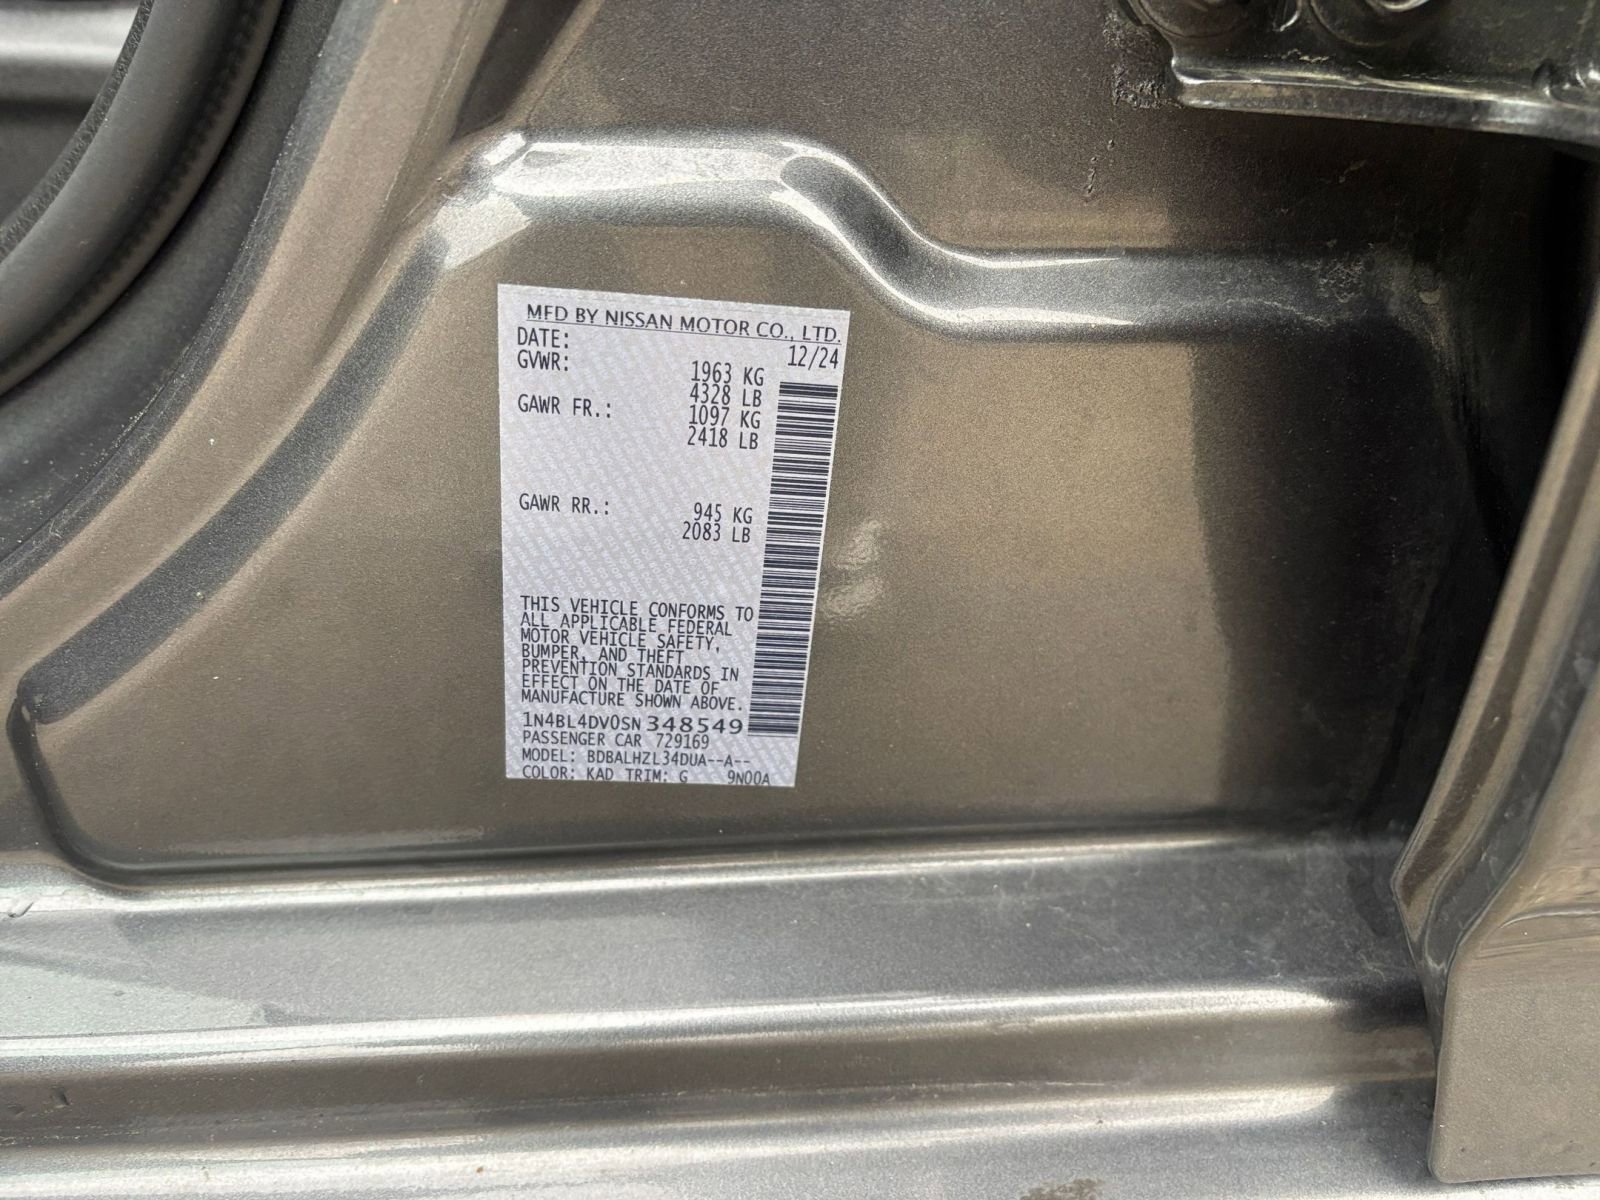 MFD BY NISSAN MOTOR CO., LTD.
DATE: 12/24
GVWR: 1963 KG
4328 LB
GAWR FR.: 1097 KG
2418 LB
GAWR RR.: 945 KG
2083 LB
THIS VEHICLE CONFORMS TO
ALL APPLICABLE FEDERAL
MOTOR VEHICLE SAFETY,
BUMPER, AND THEFT
PREVENTION STANDARDS IN
EFFECT ON THE DATE OF
MANUFACTURE SHOWN ABOVE.
1N4BL4DV0SN348549
PASSENGER CAR 729169
MODEL: BDBALHZL34DUA--A--
COLOR: KAD TRIM: G 9N00A